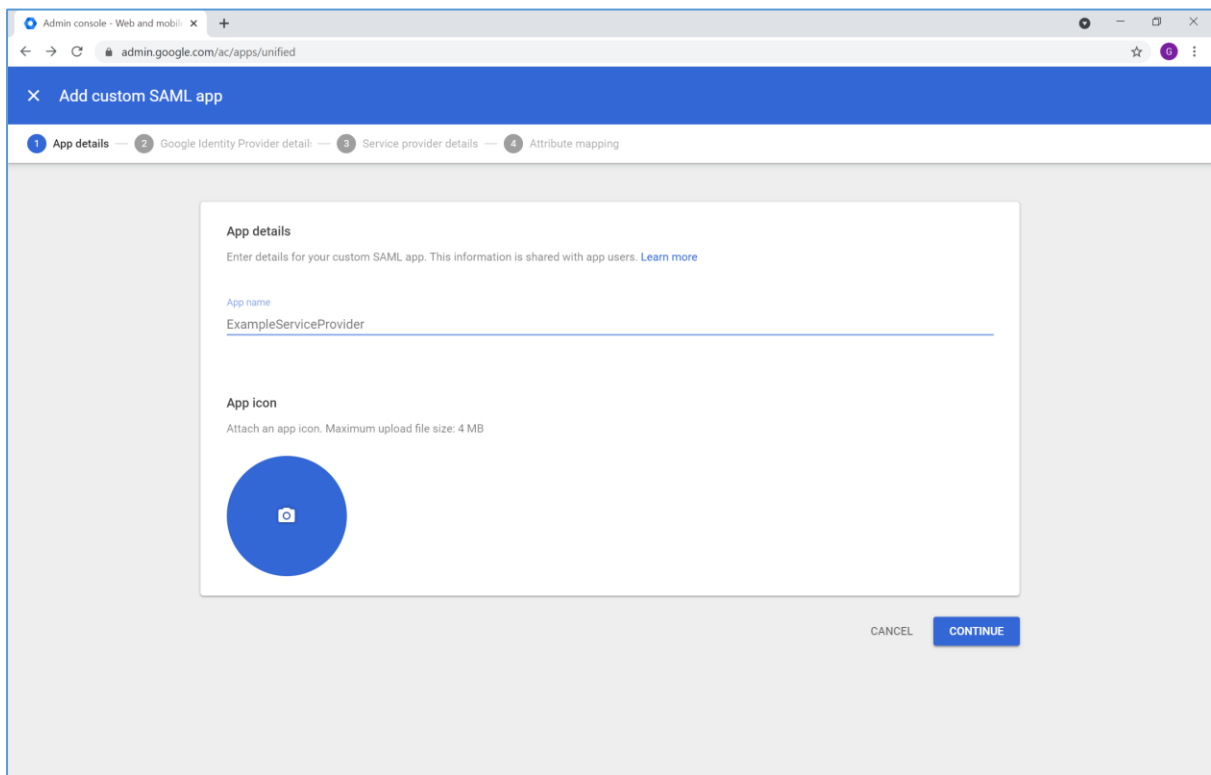 Admin console - Web and mobil
admin.google.com/ac/apps/unified
G
Add custom SAML app
1 App details 2 Google Identity Provider detail 3 Service provider details 4 Attribute mapping
App details
Enter details for your custom SAML app. This information is shared with app users. Learn more
App name
ExampleServiceProvider
App icon
Attach an app icon. Maximum upload file size: 4 MB
CANCEL CONTINUE